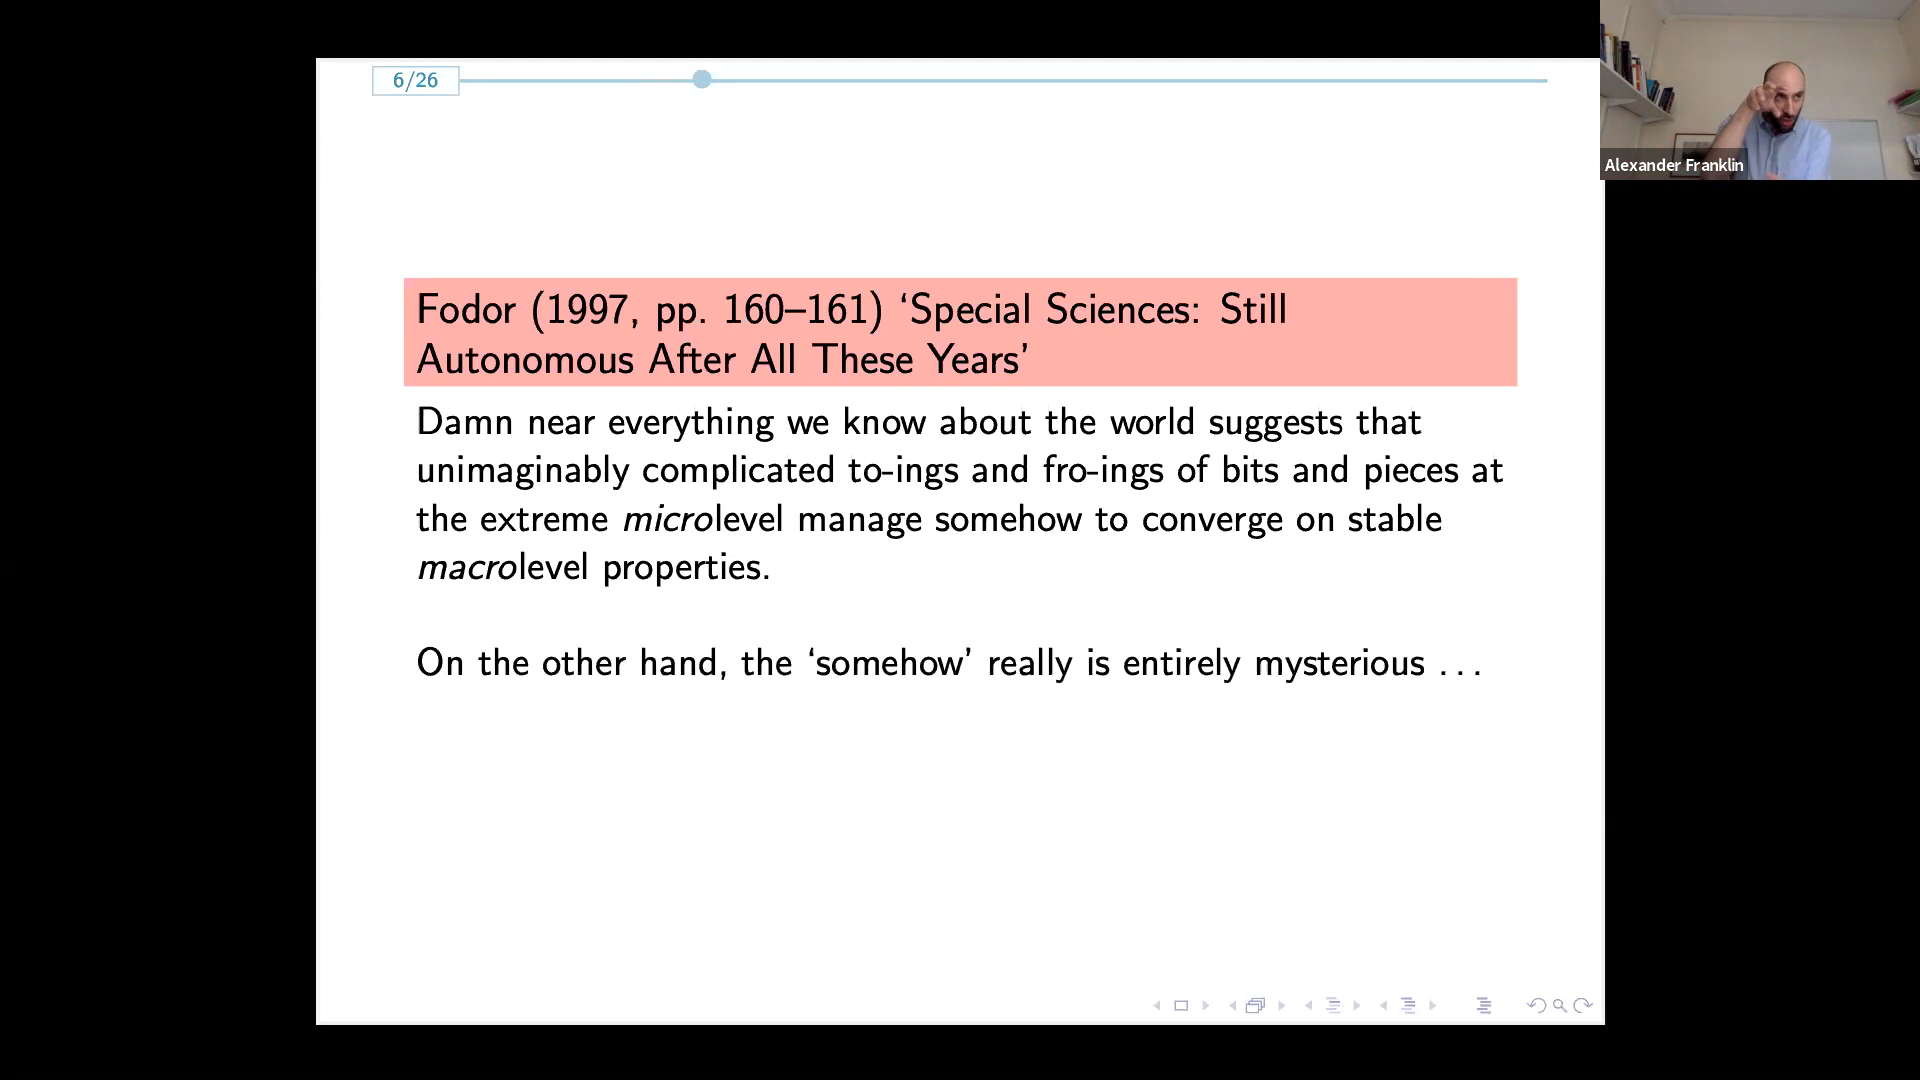 6/26
Alexander Franklin
Fodor (1997, pp. 160–161) ‘Special Sciences: Still
Autonomous After All These Years’
Damn near everything we know about the world suggests that
unimaginably complicated to-ings and fro-ings of bits and pieces at
the extreme microlevel manage somehow to converge on stable
macrolevel properties.
On the other hand, the ‘somehow’ really is entirely mysterious . . .